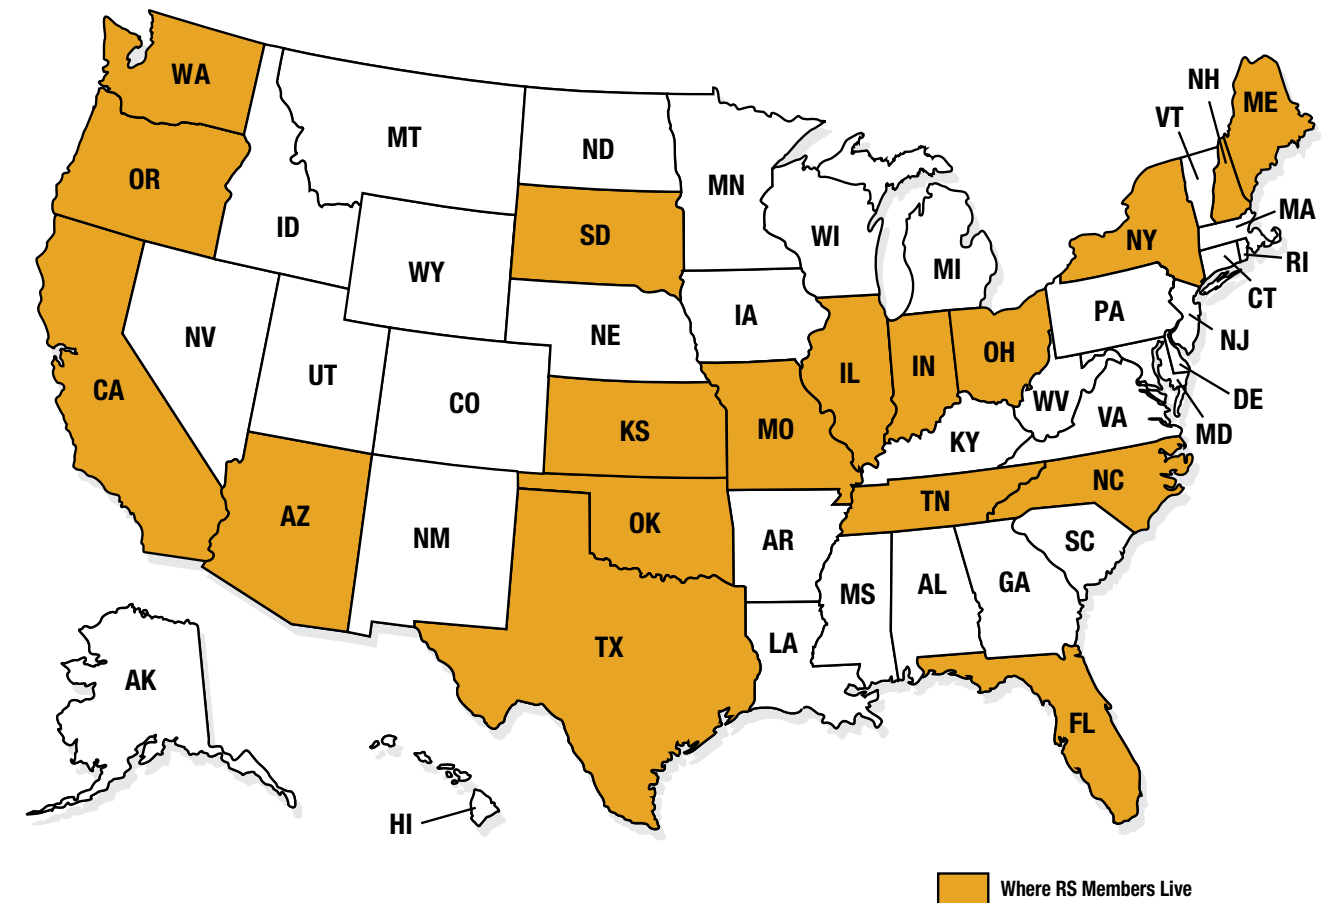 WA
OR
CA
ID
NV
MT
WY
UT
AZ
CO
NM
ND
SD
NE
KS
OK
TX
MN
IA
MO
AR
LA
WI
IL
MI
IN
OH
KY
TN
MS
AL
GA
FL
SC
NC
VA
WV
PA
NY
VT
NH
ME
MA
RI
CT
NJ
DE
MD
AK
HI
Where RS Members Live